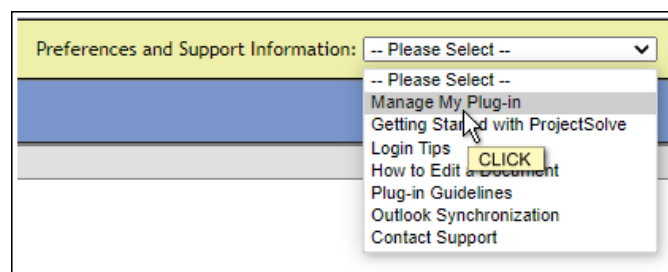 Preferences and Support Information: -- Please Select --
-- Please Select --
Manage My Plug-in
Getting Started with ProjectSolve
Login Tips
CLICK
How to Edit a Document
Plug-in Guidelines
Outlook Synchronization
Contact Support